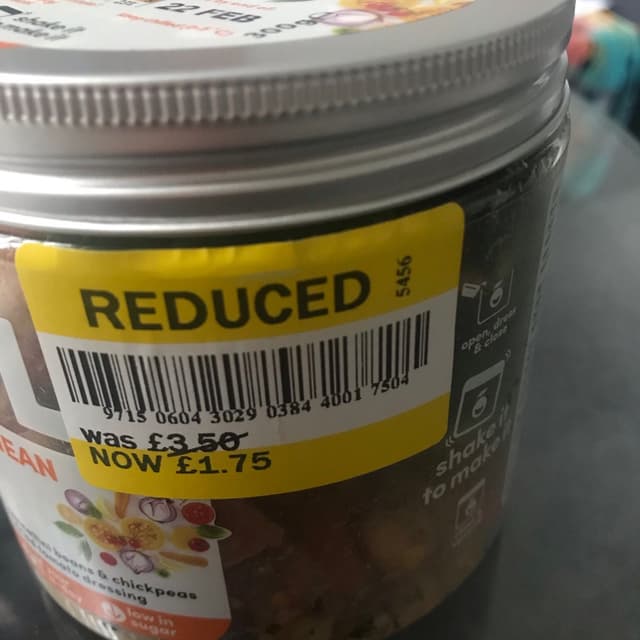 22 FEB
REDUCED
5456
9715 0604 3029 0384 4001 7504
was £3.50
NOW £1.75
open, dress
& close
shake it
to make
EAN
beans & chickpeas
tomato dressing
low in
sugar